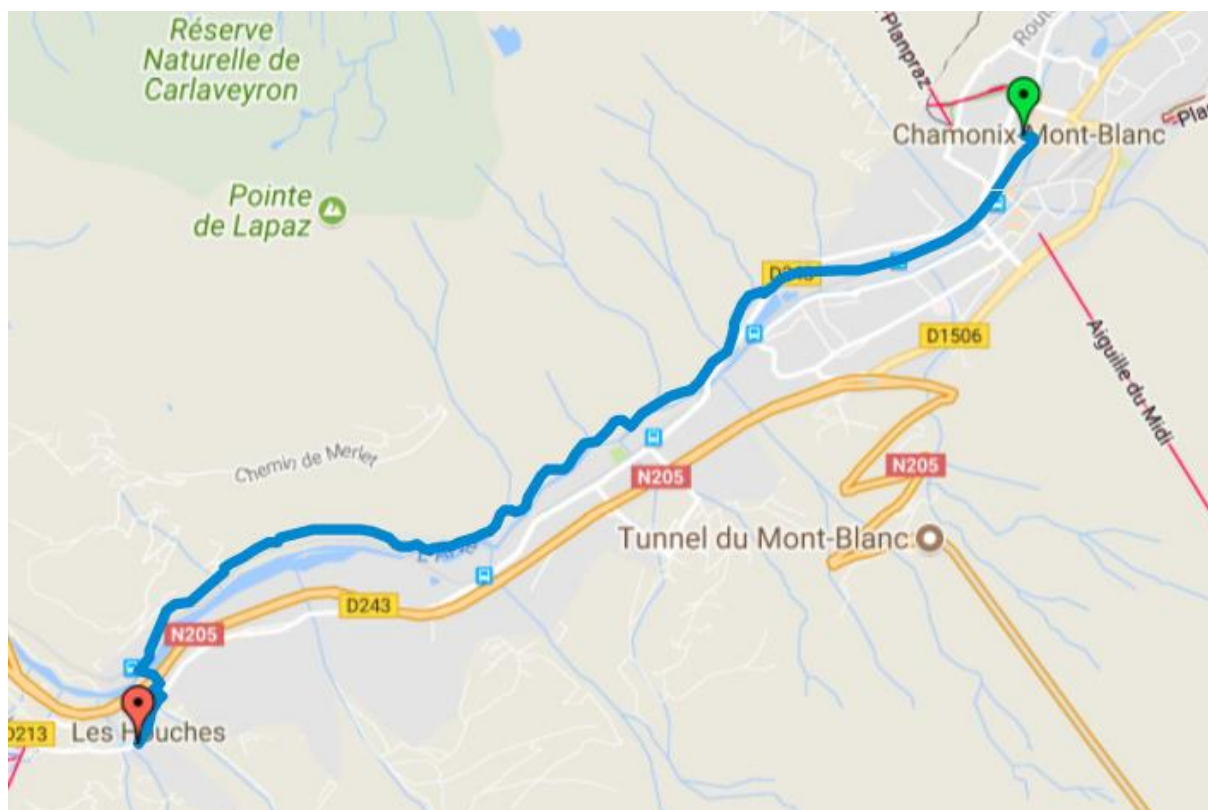 Réserve
Naturelle de
Carlaveyron
Planpraz
Chamonix Mont-Blanc
Pointe
de Lapaz
D1506
Aiguille du Midi
Chemin de Merlet
N205
N205
Tunnel du Mont-Blanc
D243
N205
D213
Les Houches